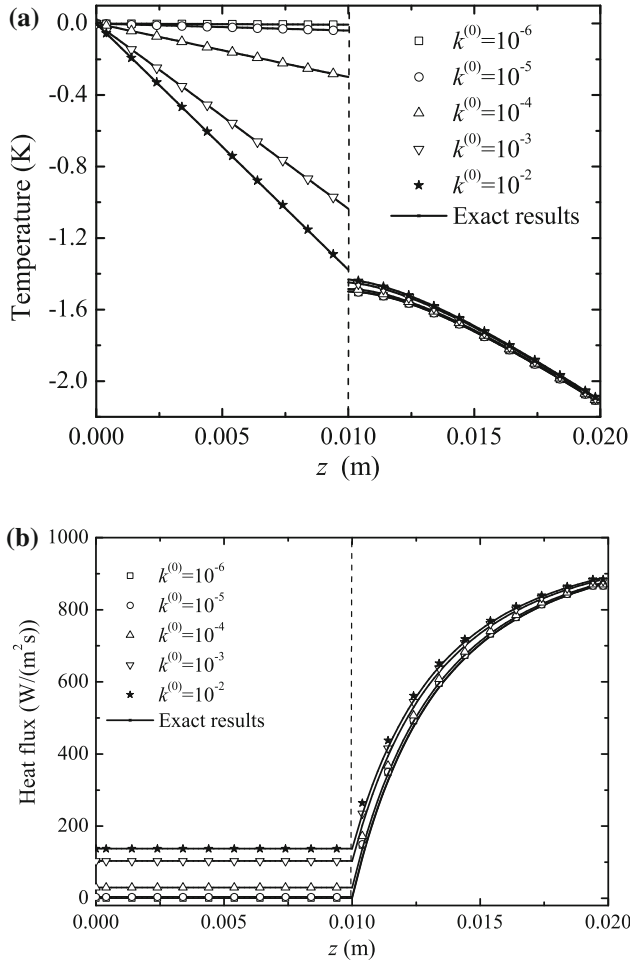 (a)
0.0
-0.4
-0.8
-1.2
-1.6
-2.0
Temperature (K)
k(0)=10-6
k(0)=10-5
k(0)=10-4
k(0)=10-3
k(0)=10-2
Exact results
0.000 0.005 0.010 0.015 0.020
z (m)
(b)
1000
800
600
400
200
0
Heat flux (W/(m2s))
k(0)=10-6
k(0)=10-5
k(0)=10-4
k(0)=10-3
k(0)=10-2
Exact results
0.000 0.005 0.010 0.015 0.020
z (m)